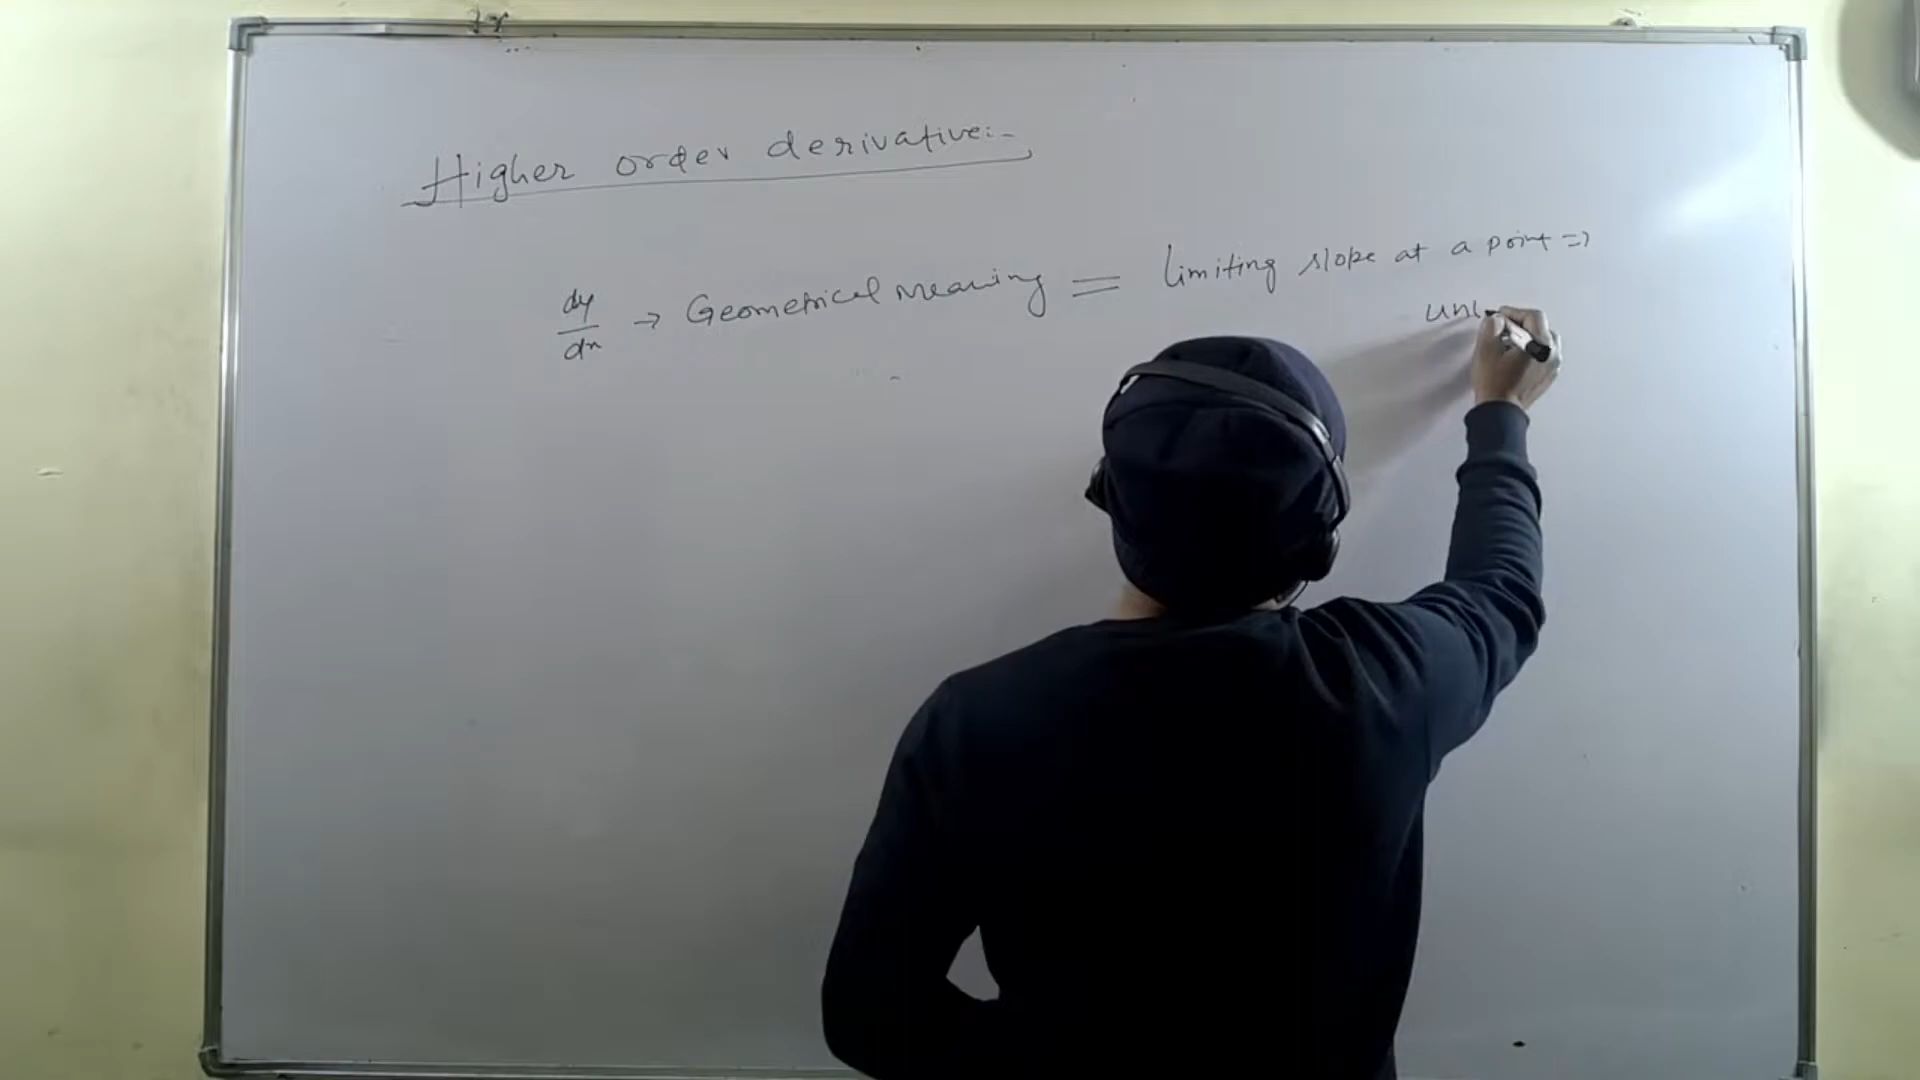 Higher order derivative:-
dy/dx → Geometrical meaning = limiting slope at a point =>